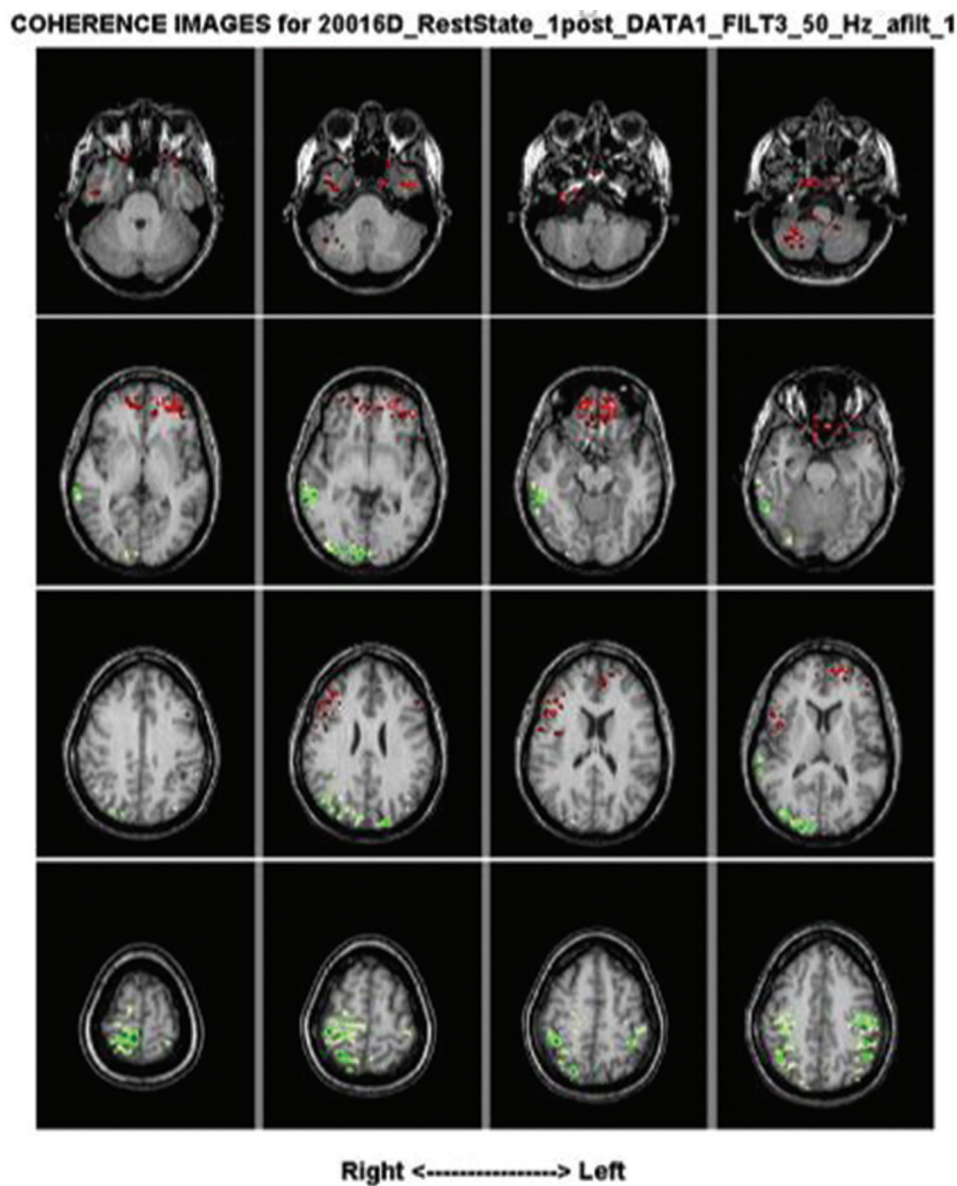 COHERENCE IMAGES for 20016D_RestState_1post_DATA1_FILT3_50_Hz_afilt_1
Right <----------------> Left